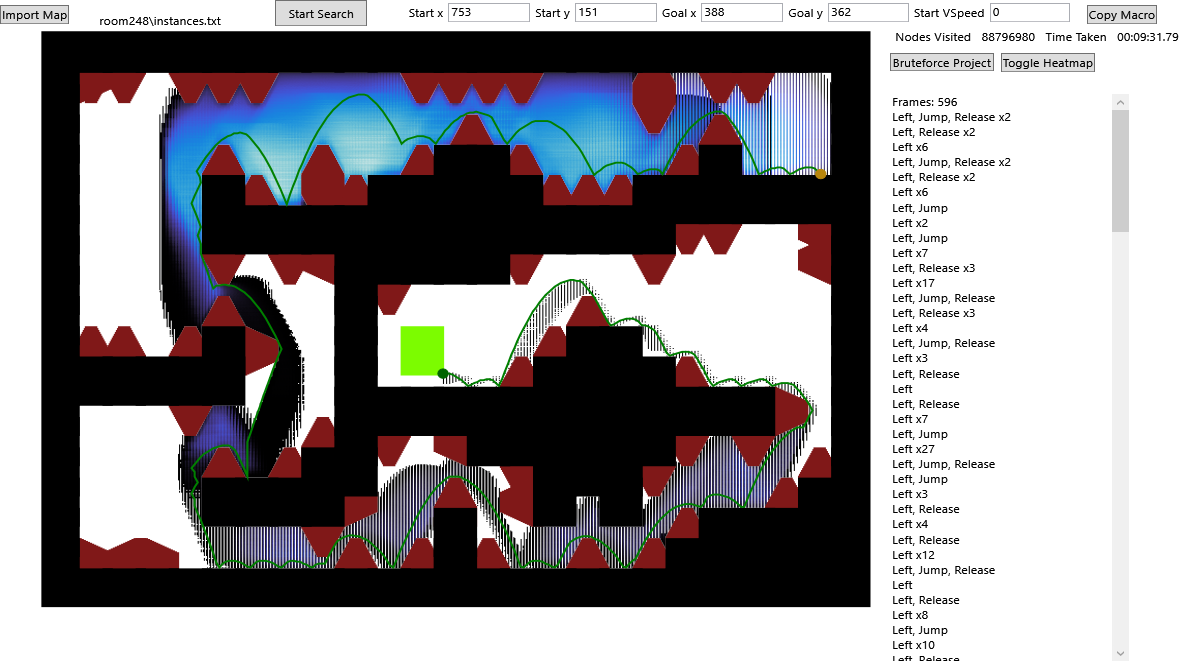 Import Map
room248\instances.txt
Start Search
Start x 753 Start y 151 Goal x 388 Goal y 362 Start VSpeed 0
Copy Macro
Nodes Visited 88796980 Time Taken 00:09:31.79
Bruteforce Project Toggle Heatmap
Frames: 596
Left, Jump, Release x2
Left, Release x2
Left x6
Left, Jump, Release x2
Left, Release x2
Left x6
Left, Jump
Left x2
Left, Jump
Left x7
Left, Release x3
Left x17
Left, Jump, Release
Left, Release x3
Left x4
Left, Jump, Release
Left x3
Left, Release
Left
Left, Release
Left x7
Left, Jump
Left x27
Left, Jump, Release
Left, Jump
Left x3
Left, Release
Left x4
Left, Release
Left x12
Left, Jump, Release
Left
Left, Release
Left x8
Left, Jump
Left x10
Left, Release